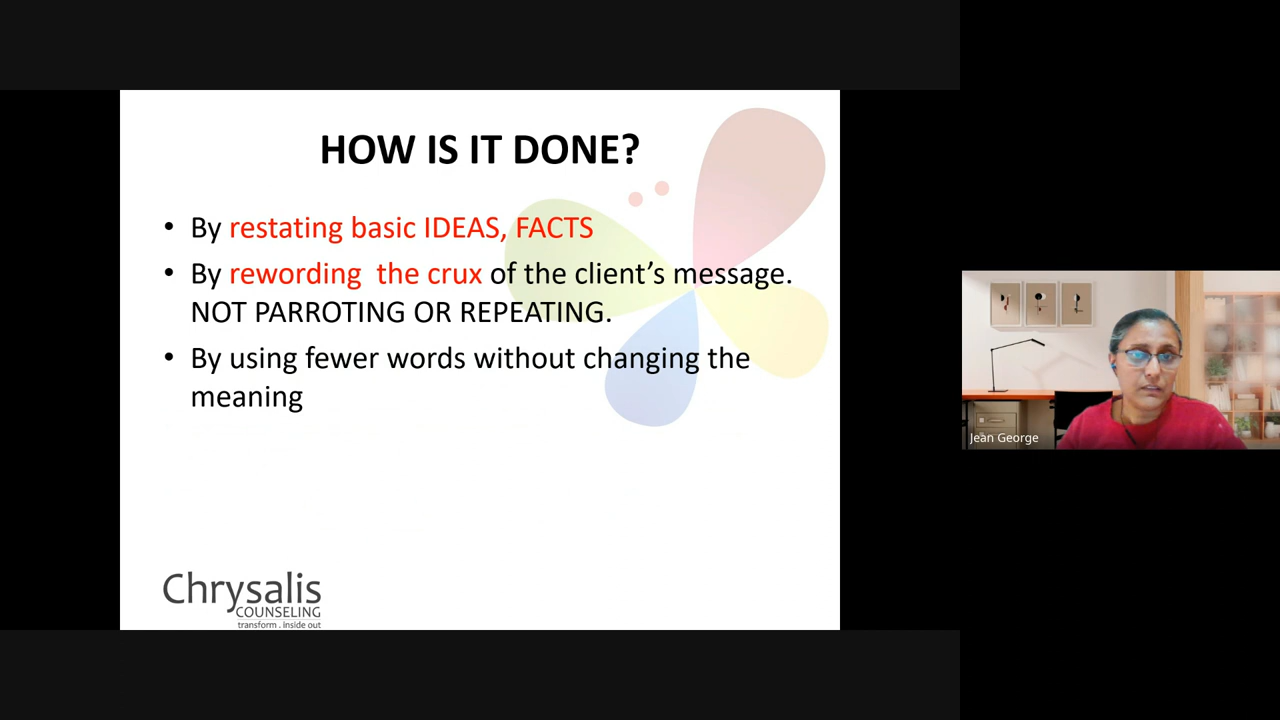 HOW IS IT DONE?
• By restating basic IDEAS, FACTS
• By rewording  the crux of the client’s message.
NOT PARROTING OR REPEATING.
• By using fewer words without changing the
meaning
Chrysalis
COUNSELING
transform . inside out
Jean George